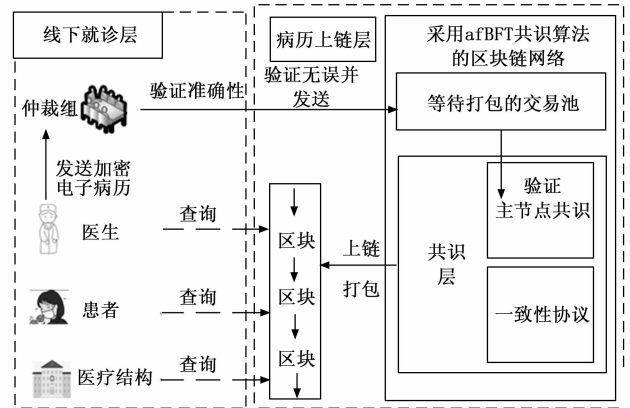 线下就诊层
病历上链层
采用afBFT共识算法
的区块链网络
仲裁组
验证准确性
验证无误并
发送
等待打包的交易池
发送加密
电子病历
验证
主节点共识
医生
查询
区块
上链
共识
层
患者
查询
区块
打包
一致性协议
医疗结构
查询
区块